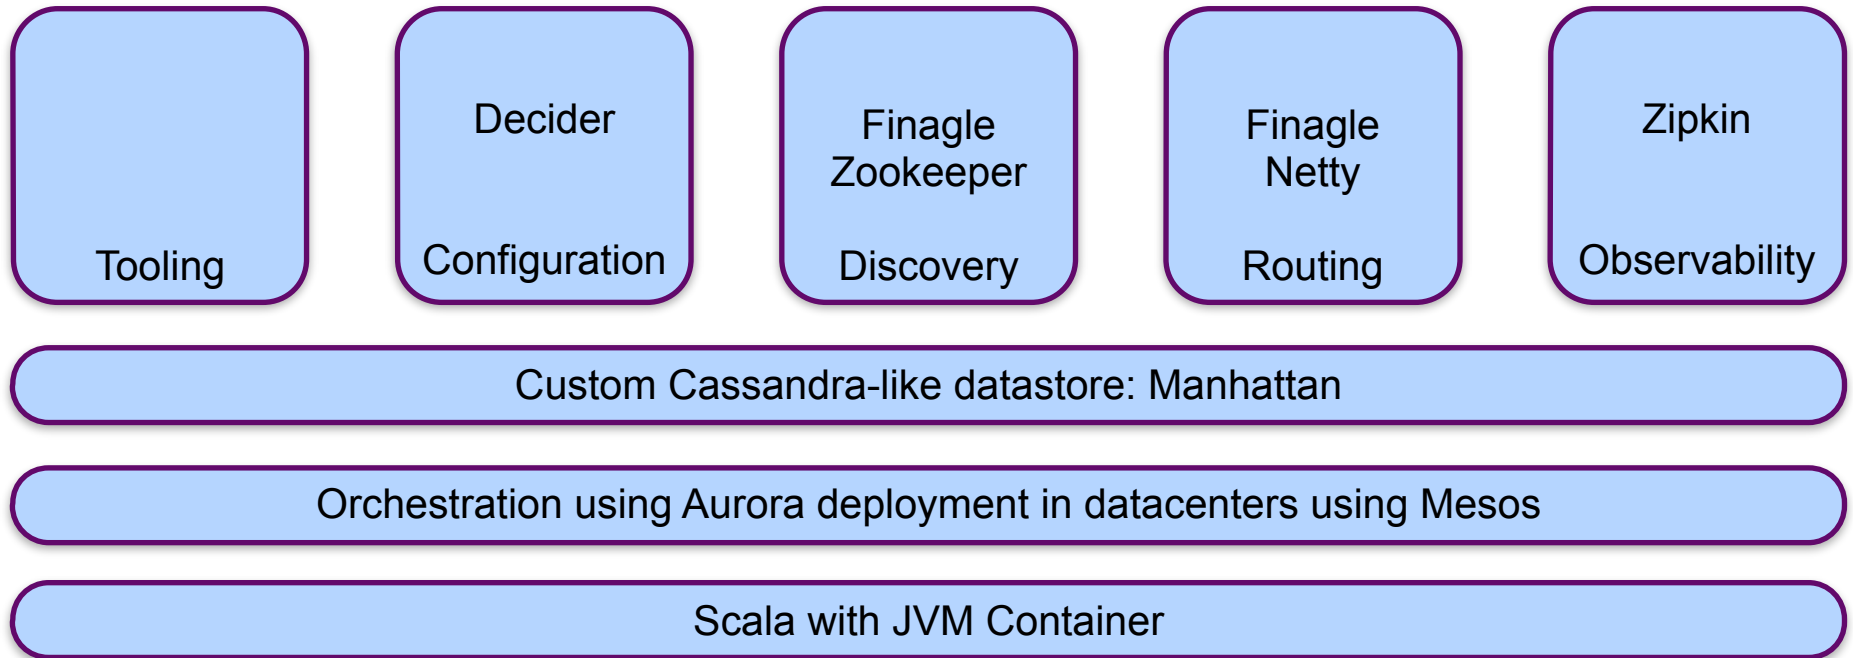 Tooling
Decider
Configuration
Finagle
Zookeeper
Discovery
Finagle
Netty
Routing
Zipkin
Observability
Custom Cassandra-like datastore: Manhattan
Orchestration using Aurora deployment in datacenters using Mesos
Scala with JVM Container